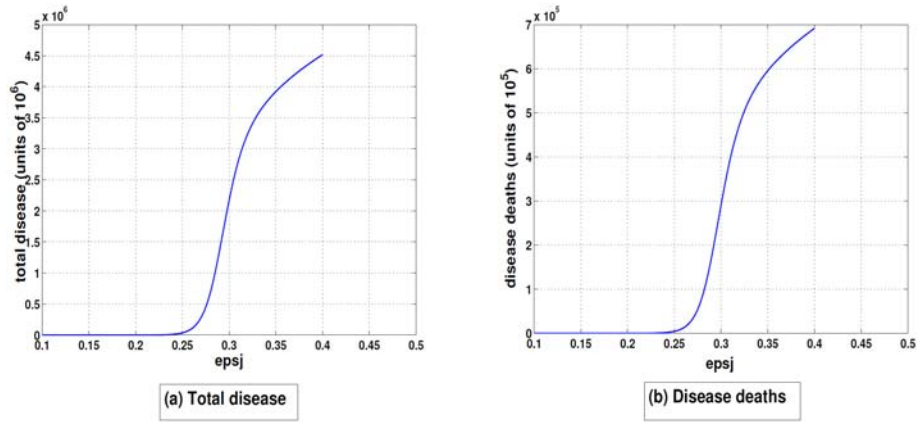 x 10^6
5
4.5
4
3.5
3
2.5
2
1.5
1
0.5
0
total disease (units of 10^6)
0.1 0.15 0.2 0.25 0.3 0.35 0.4 0.45 0.5
epsj
(a) Total disease
x 10^5
7
6
5
4
3
2
1
0
disease deaths (units of 10^5)
0.1 0.15 0.2 0.25 0.3 0.35 0.4 0.45 0.5
epsj
(b) Disease deaths